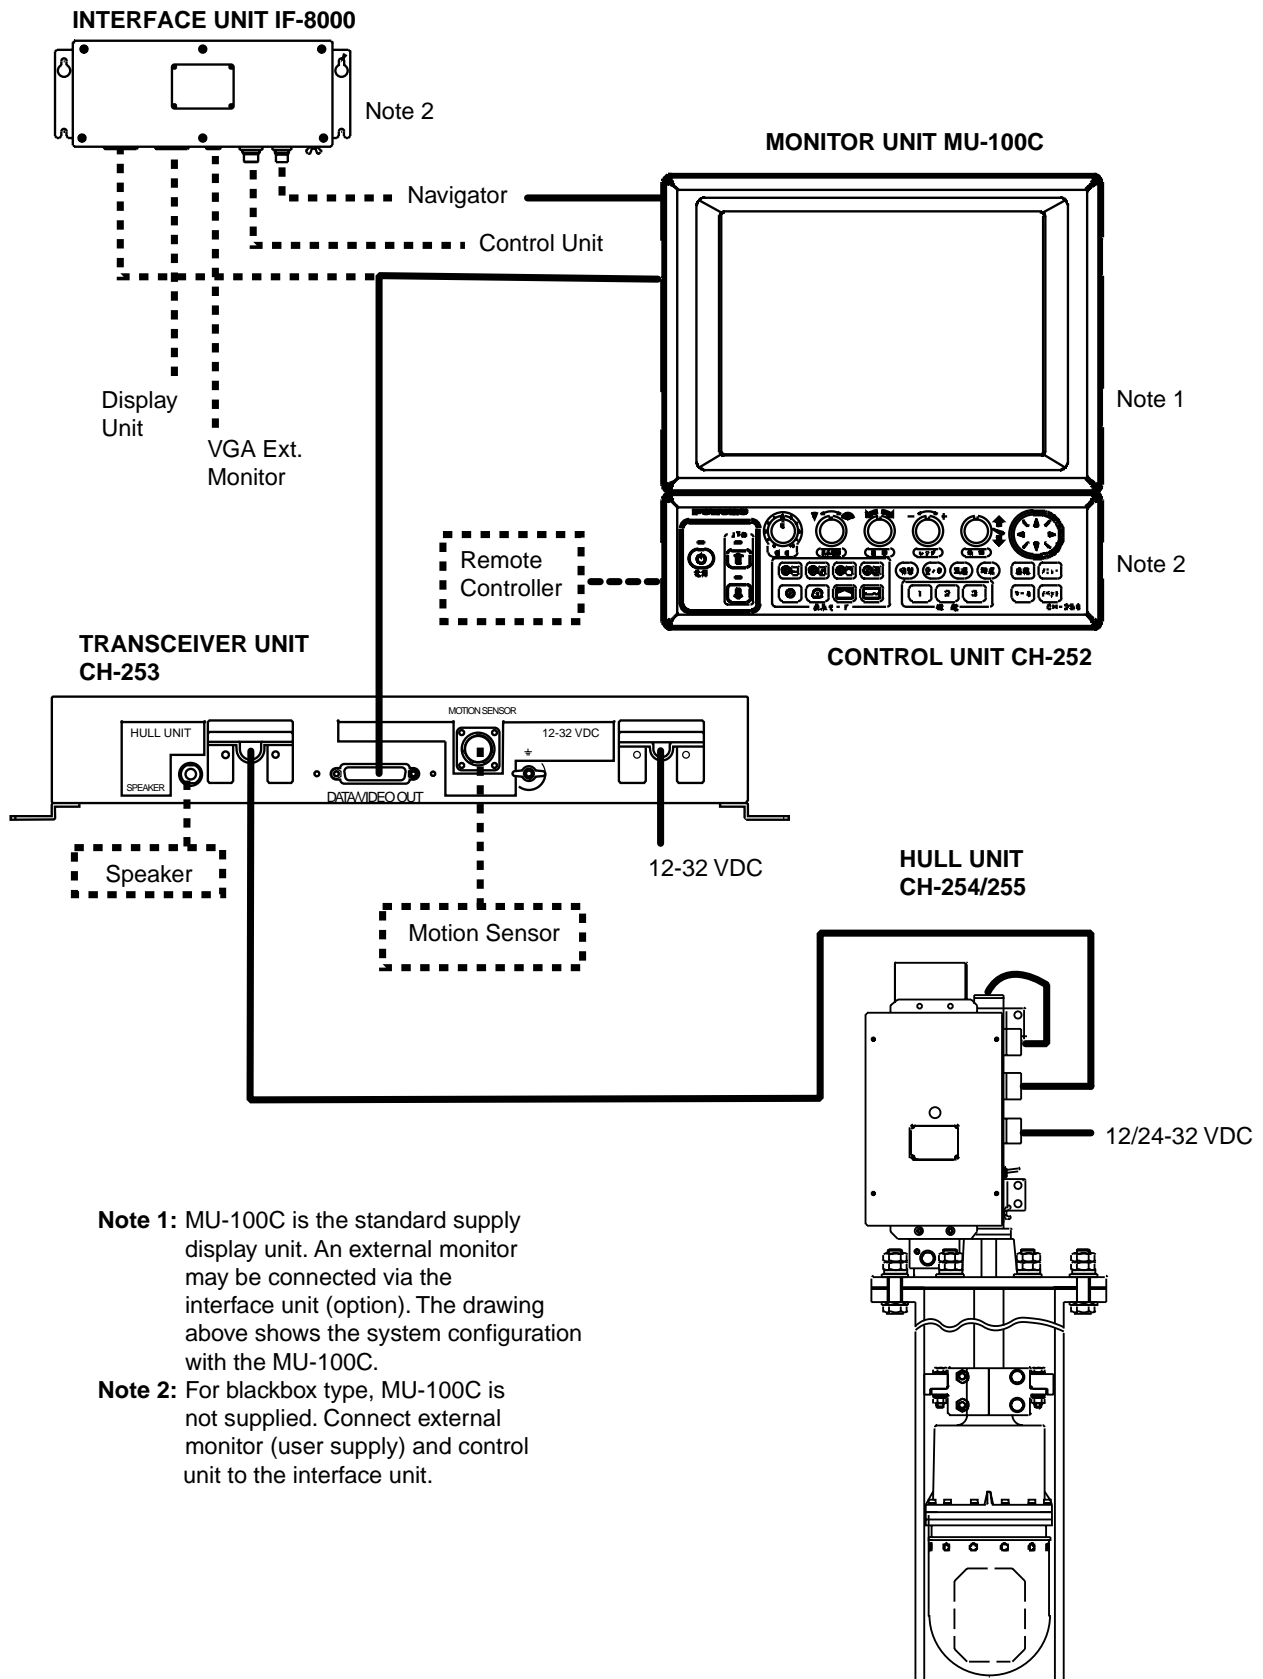 INTERFACE UNIT IF-8000
Note 2
MONITOR UNIT MU-100C
Navigator
Control Unit
Display
Unit
VGA Ext.
Monitor
Note 1
Remote
Controller
Note 2
1 2 3
CONTROL UNIT CH-252
TRANSCEIVER UNIT
CH-253
MOTION SENSOR
HULL UNIT
12-32 VDC
SPEAKER
DATA/VIDEO OUT
Speaker
12-32 VDC
Motion Sensor
HULL UNIT
CH-254/255
12/24-32 VDC
Note 1: MU-100C is the standard supply
display unit. An external monitor
may be connected via the
interface unit (option). The drawing
above shows the system configuration
with the MU-100C.
Note 2: For blackbox type, MU-100C is
not supplied. Connect external
monitor (user supply) and control
unit to the interface unit.